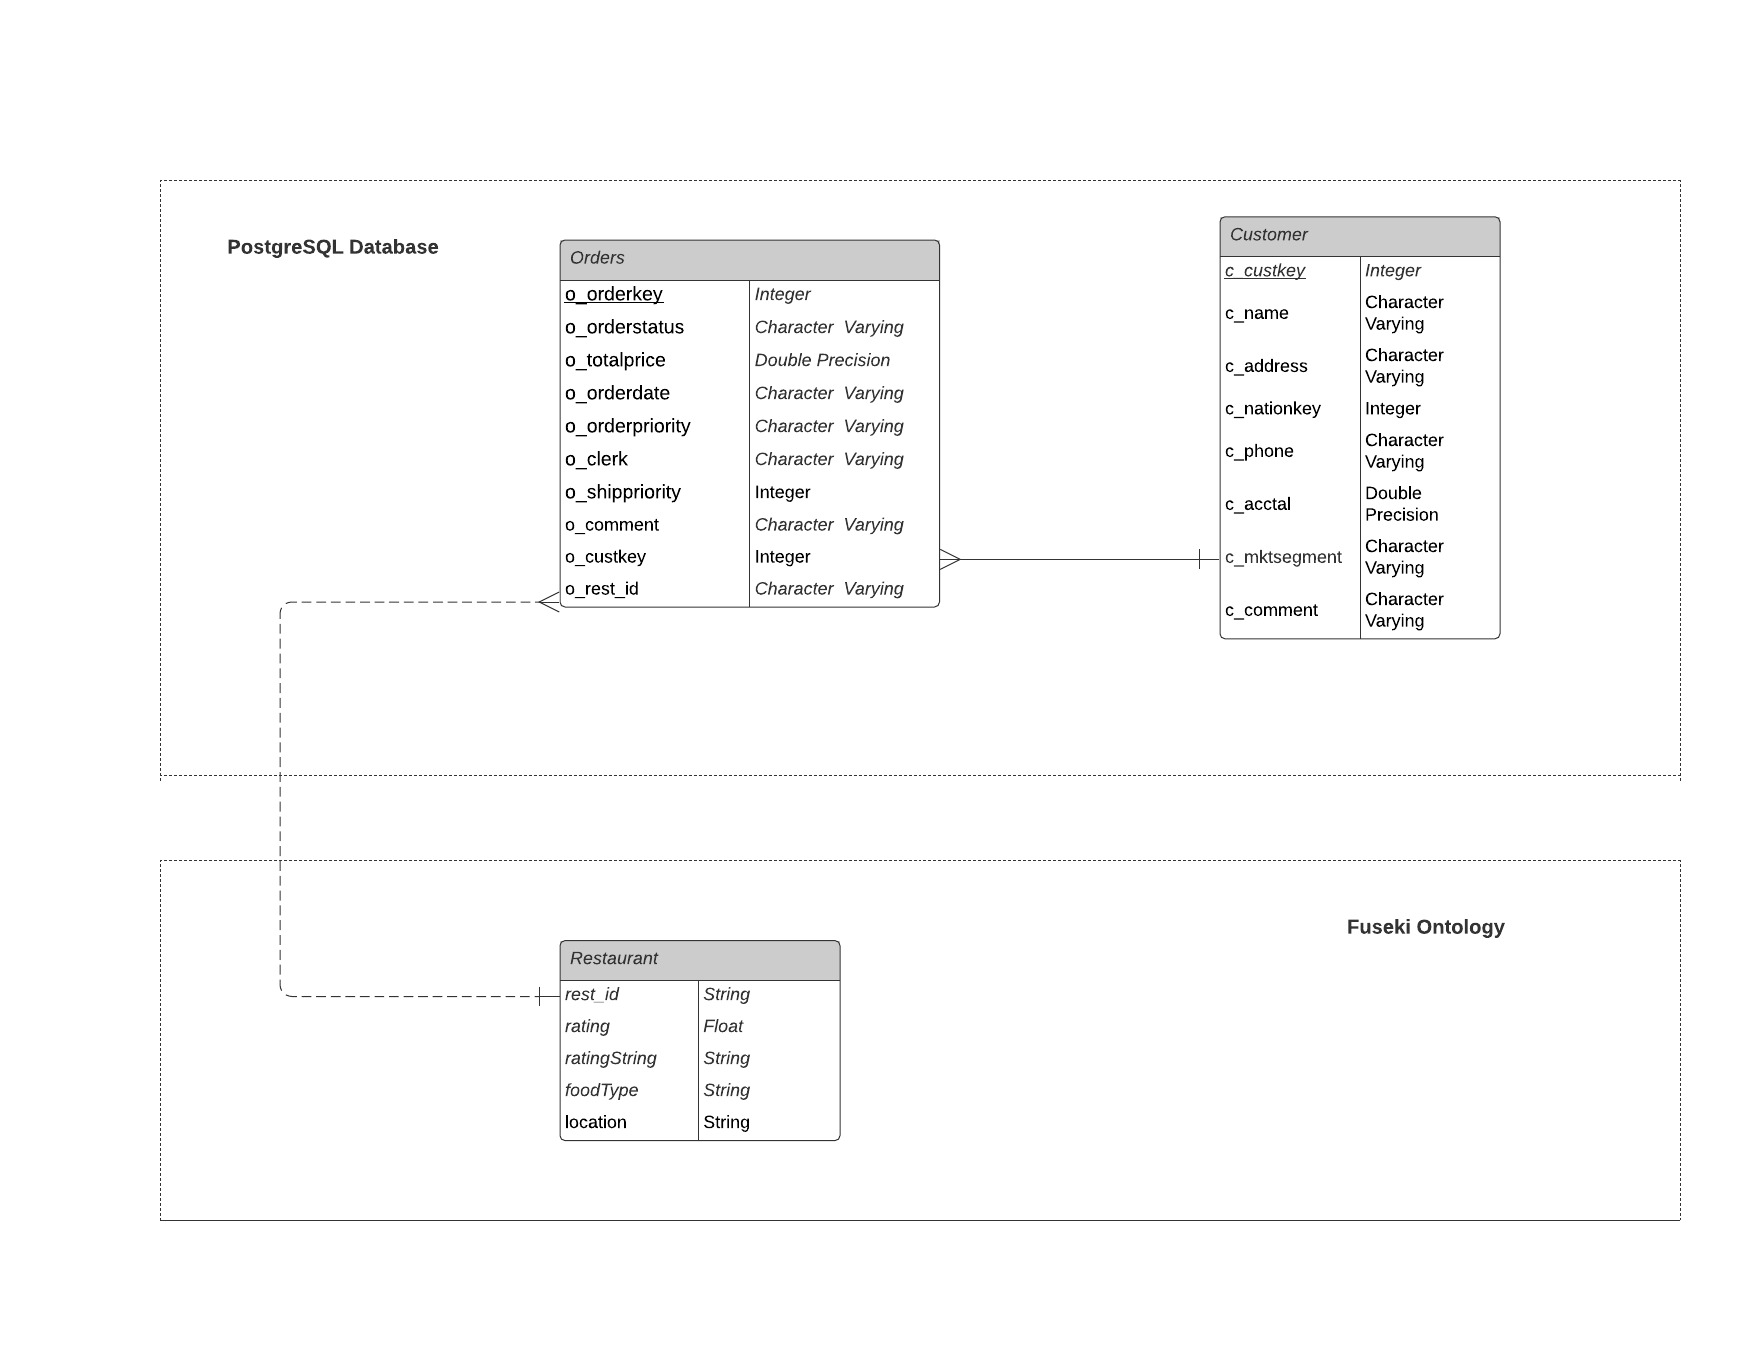 PostgreSQL Database
Orders
o_orderkey Integer
o_orderstatus Character Varying
o_totalprice Double Precision
o_orderdate Character Varying
o_orderpriority Character Varying
o_clerk Character Varying
o_shippriority Integer
o_comment Character Varying
o_custkey Integer
o_rest_id Character Varying
Customer
c_custkey Integer
c_name Character
Varying
c_address Character
Varying
c_nationkey Integer
c_phone Character
Varying
c_acctal Double
Precision
c_mktsegment Character
Varying
c_comment Character
Varying
Fuseki Ontology
Restaurant
rest_id String
rating Float
ratingString String
foodType String
location String